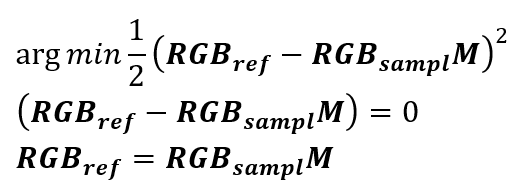 arg min 1/2 (RGB_ref − RGB_sampl M)^2
(RGB_ref − RGB_sampl M) = 0
RGB_ref = RGB_sampl M